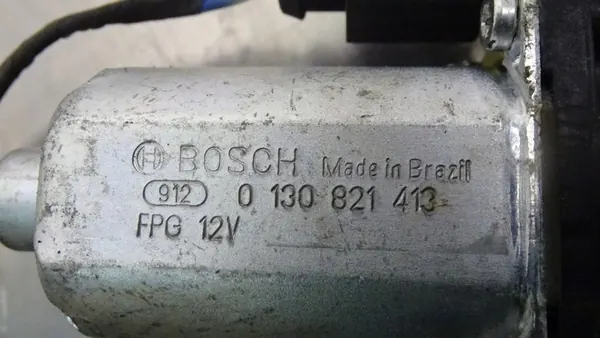 BOSCH Made in Brazil
912 0 130 821 413
FPG 12V